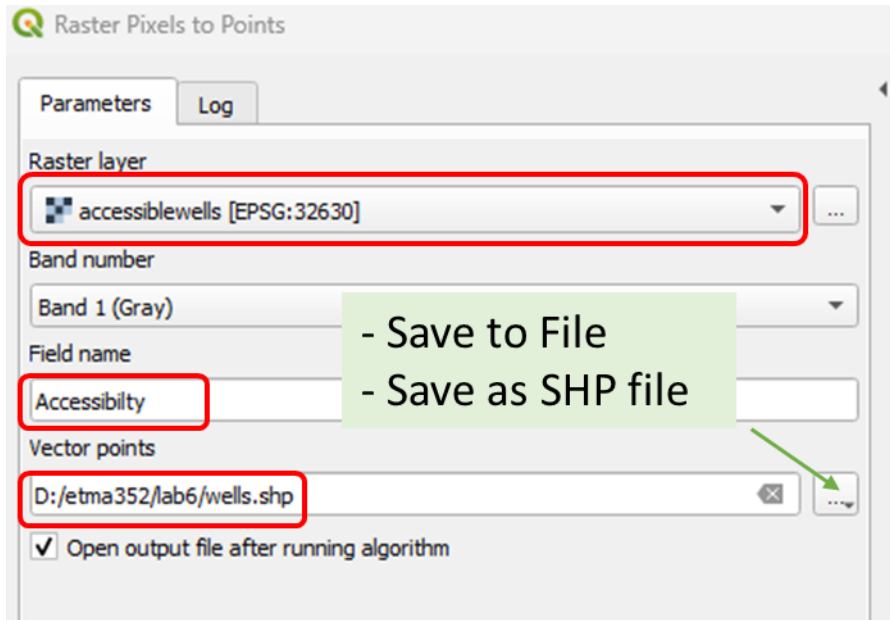 Raster Pixels to Points
Parameters
Log
Raster layer
accessiblewells [EPSG:32630]
...
Band number
Band 1 (Gray)
- Save to File
- Save as SHP file
Field name
Accessibilty
Vector points
D:/etma352/lab6/wells.shp
...
Open output file after running algorithm